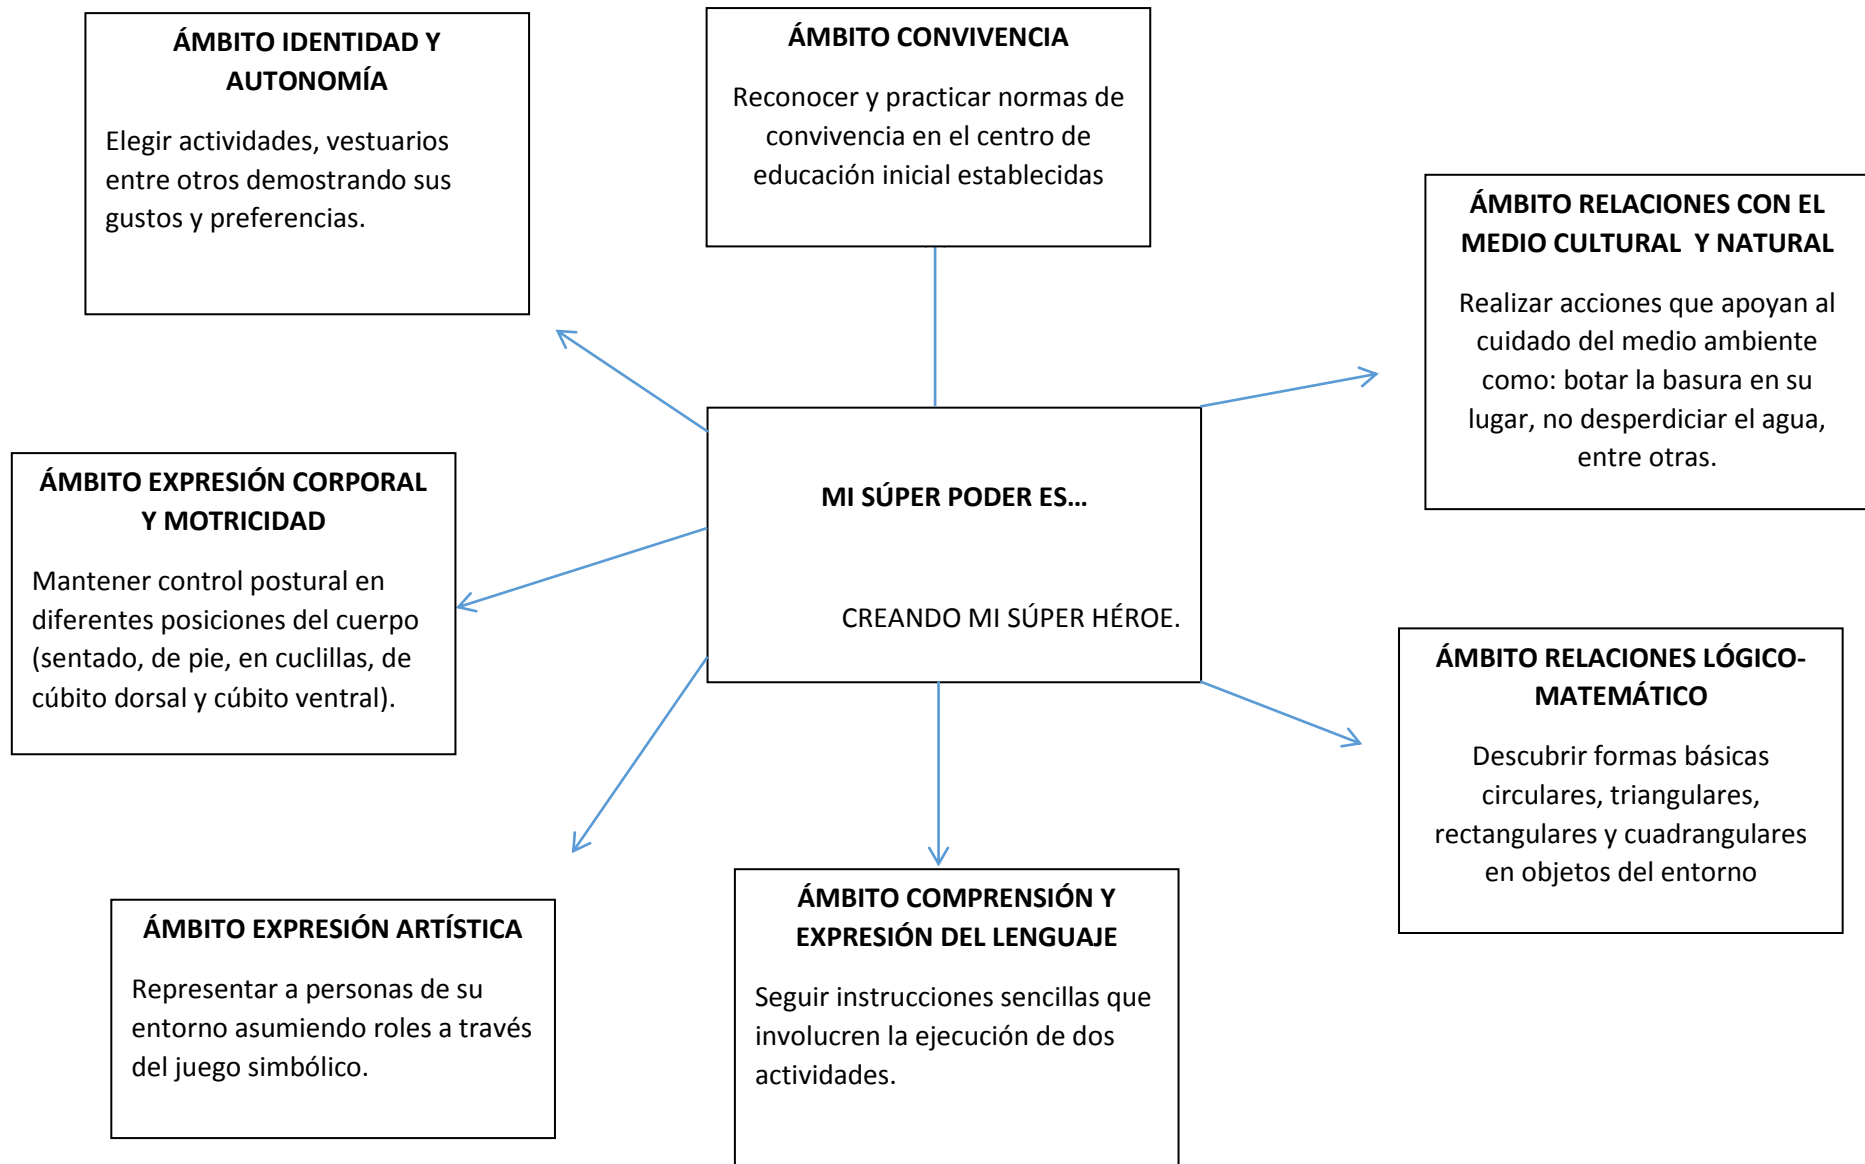 ÁMBITO IDENTIDAD Y
AUTONOMÍA
Elegir actividades, vestuarios
entre otros demostrando sus
gustos y preferencias.
ÁMBITO CONVIVENCIA
Reconocer y practicar normas de
convivencia en el centro de
educación inicial establecidas
ÁMBITO RELACIONES CON EL
MEDIO CULTURAL Y NATURAL
Realizar acciones que apoyan al
cuidado del medio ambiente
como: botar la basura en su
lugar, no desperdiciar el agua,
entre otras.
ÁMBITO EXPRESIÓN CORPORAL
Y MOTRICIDAD
Mantener control postural en
diferentes posiciones del cuerpo
(sentado, de pie, en cuclillas, de
cúbito dorsal y cúbito ventral).
MI SÚPER PODER ES...
CREANDO MI SÚPER HÉROE.
ÁMBITO RELACIONES LÓGICO-
MATEMÁTICO
Descubrir formas básicas
circulares, triangulares,
rectangulares y cuadrangulares
en objetos del entorno
ÁMBITO EXPRESIÓN ARTÍSTICA
Representar a personas de su
entorno asumiendo roles a través
del juego simbólico.
ÁMBITO COMPRENSIÓN Y
EXPRESIÓN DEL LENGUAJE
Seguir instrucciones sencillas que
involucren la ejecución de dos
actividades.